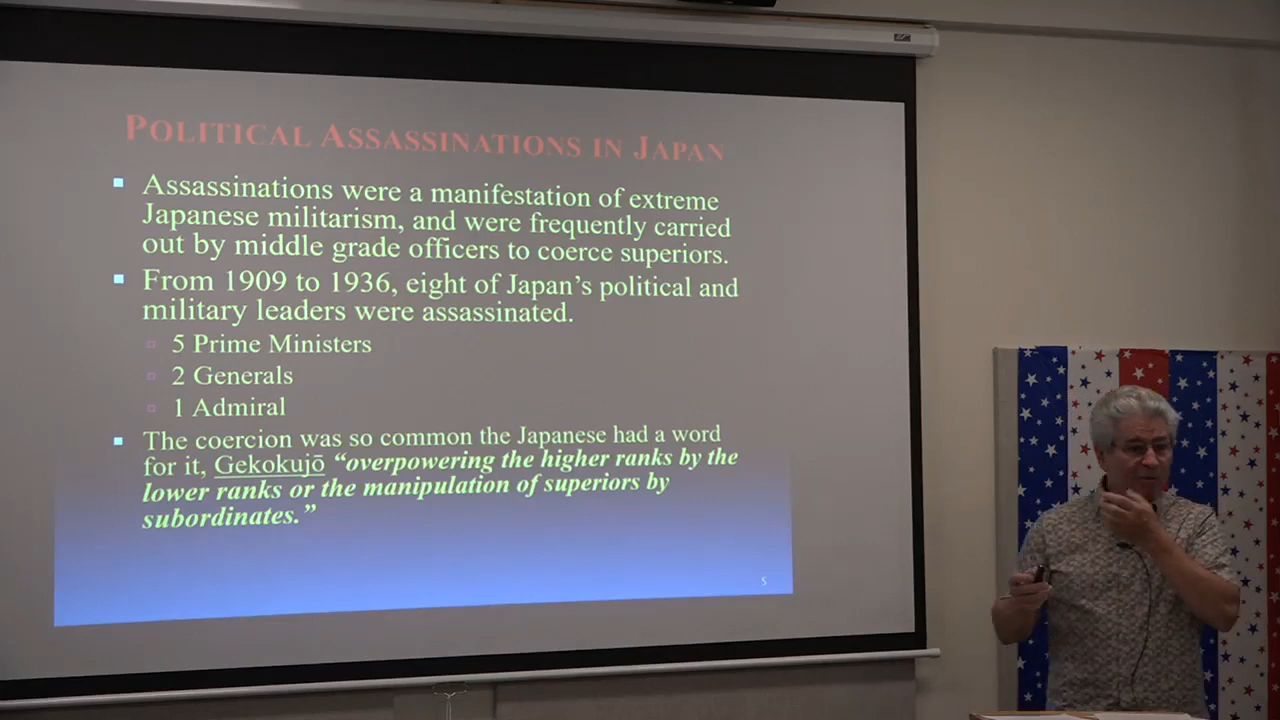 POLITICAL ASSASSINATIONS IN JAPAN
Assassinations were a manifestation of extreme
Japanese militarism, and were frequently carried
out by middle grade officers to coerce superiors.
From 1909 to 1936, eight of Japan's political and
military leaders were assassinated.
5 Prime Ministers
2 Generals
1 Admiral
The coercion was so common the Japanese had a word
for it, Gekokujō “overpowering the higher ranks by the
lower ranks or the manipulation of superiors by
subordinates.”
5